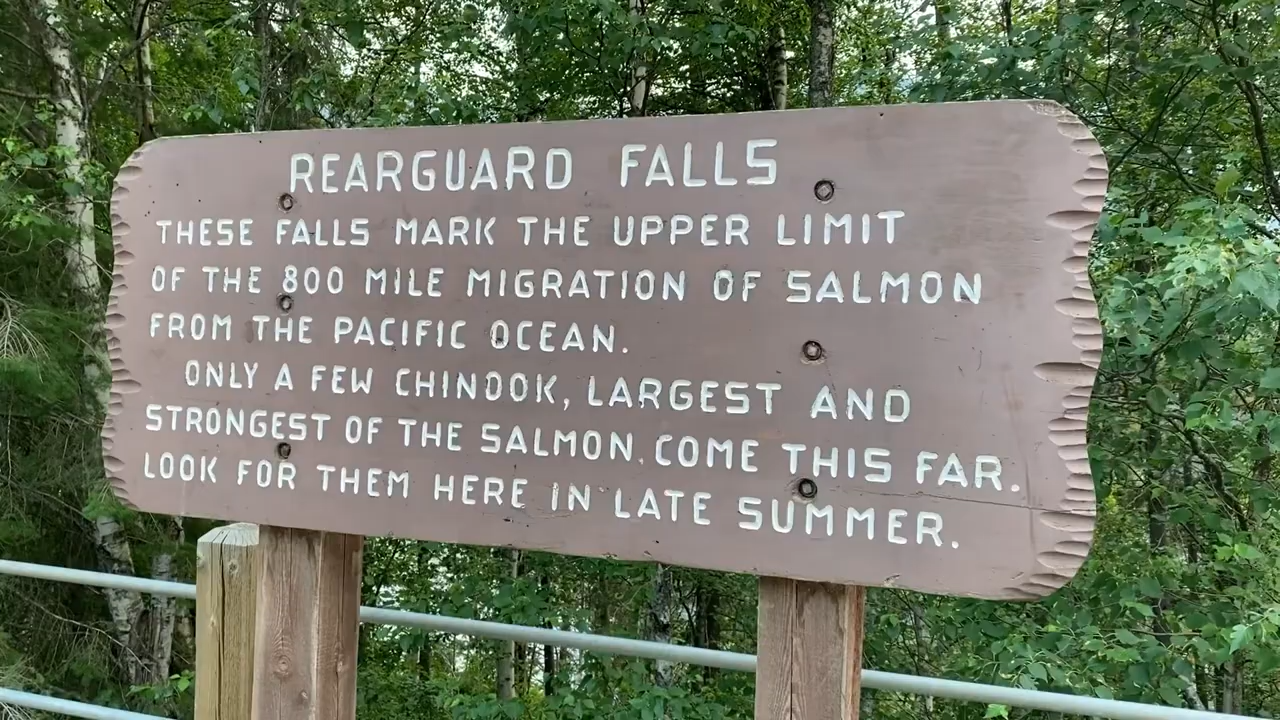 REARGUARD FALLS
THESE FALLS MARK THE UPPER LIMIT
OF THE 800 MILE MIGRATION OF SALMON
FROM THE PACIFIC OCEAN.
ONLY A FEW CHINOOK, LARGEST AND
STRONGEST OF THE SALMON, COME THIS FAR.
LOOK FOR THEM HERE IN LATE SUMMER.